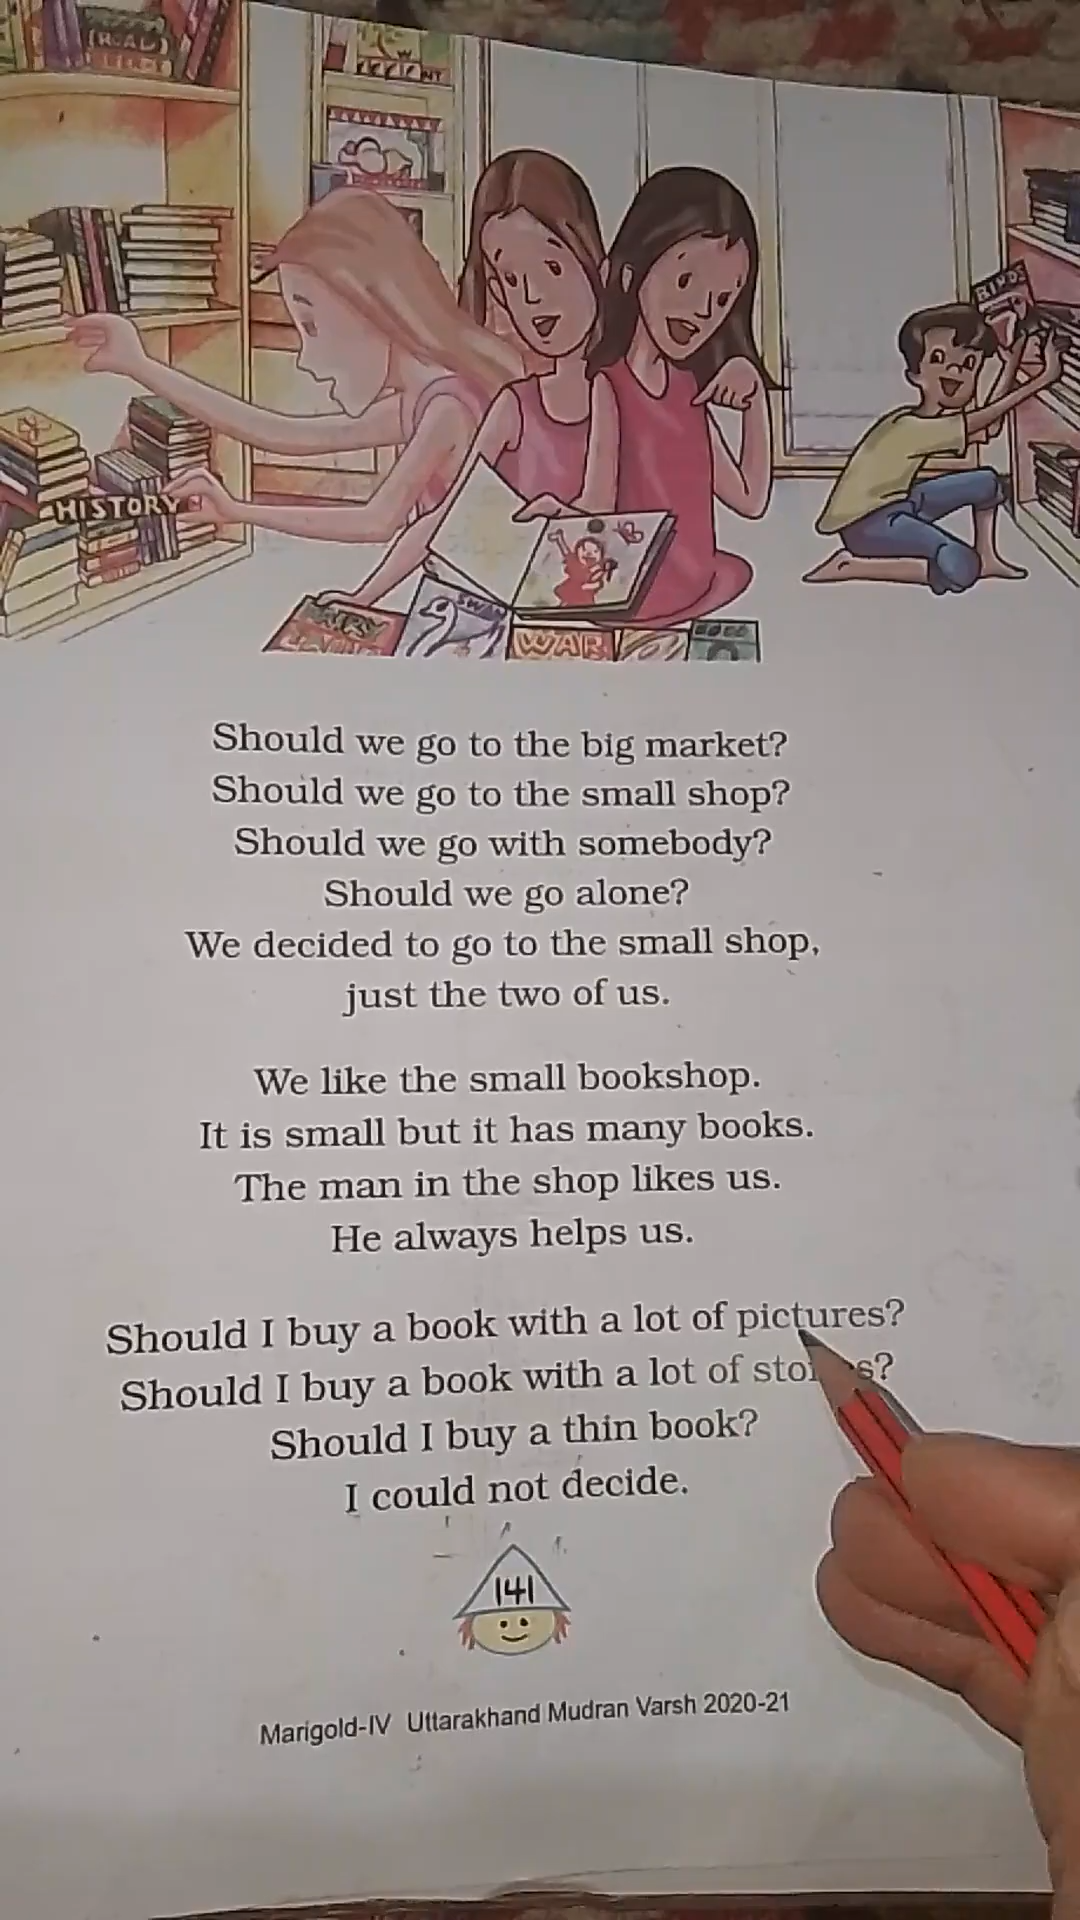 HISTORY
BIRDS
SWAN
WAR
Should we go to the big market?
Should we go to the small shop?
Should we go with somebody?
Should we go alone?
We decided to go to the small shop,
just the two of us.
We like the small bookshop.
It is small but it has many books.
The man in the shop likes us.
He always helps us.
Should I buy a book with a lot of pictures?
Should I buy a book with a lot of
Should I buy a thin book?
I could not decide.
141
Marigold-IV Uttarakhand Mudran Varsh 2020-21